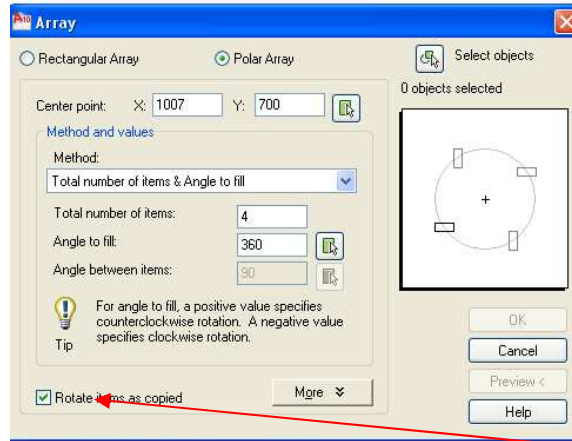 Array
Rectangular Array
Polar Array
Select objects
0 objects selected
Center point: X: 1007 Y: 700
Method and values
Method:
Total number of items & Angle to fill
Total number of items: 4
Angle to fill: 360
Angle between items: 90
For angle to fill, a positive value specifies
counterclockwise rotation. A negative value
specifies clockwise rotation.
Tip
Rotate items as copied
More
OK
Cancel
Preview <
Help